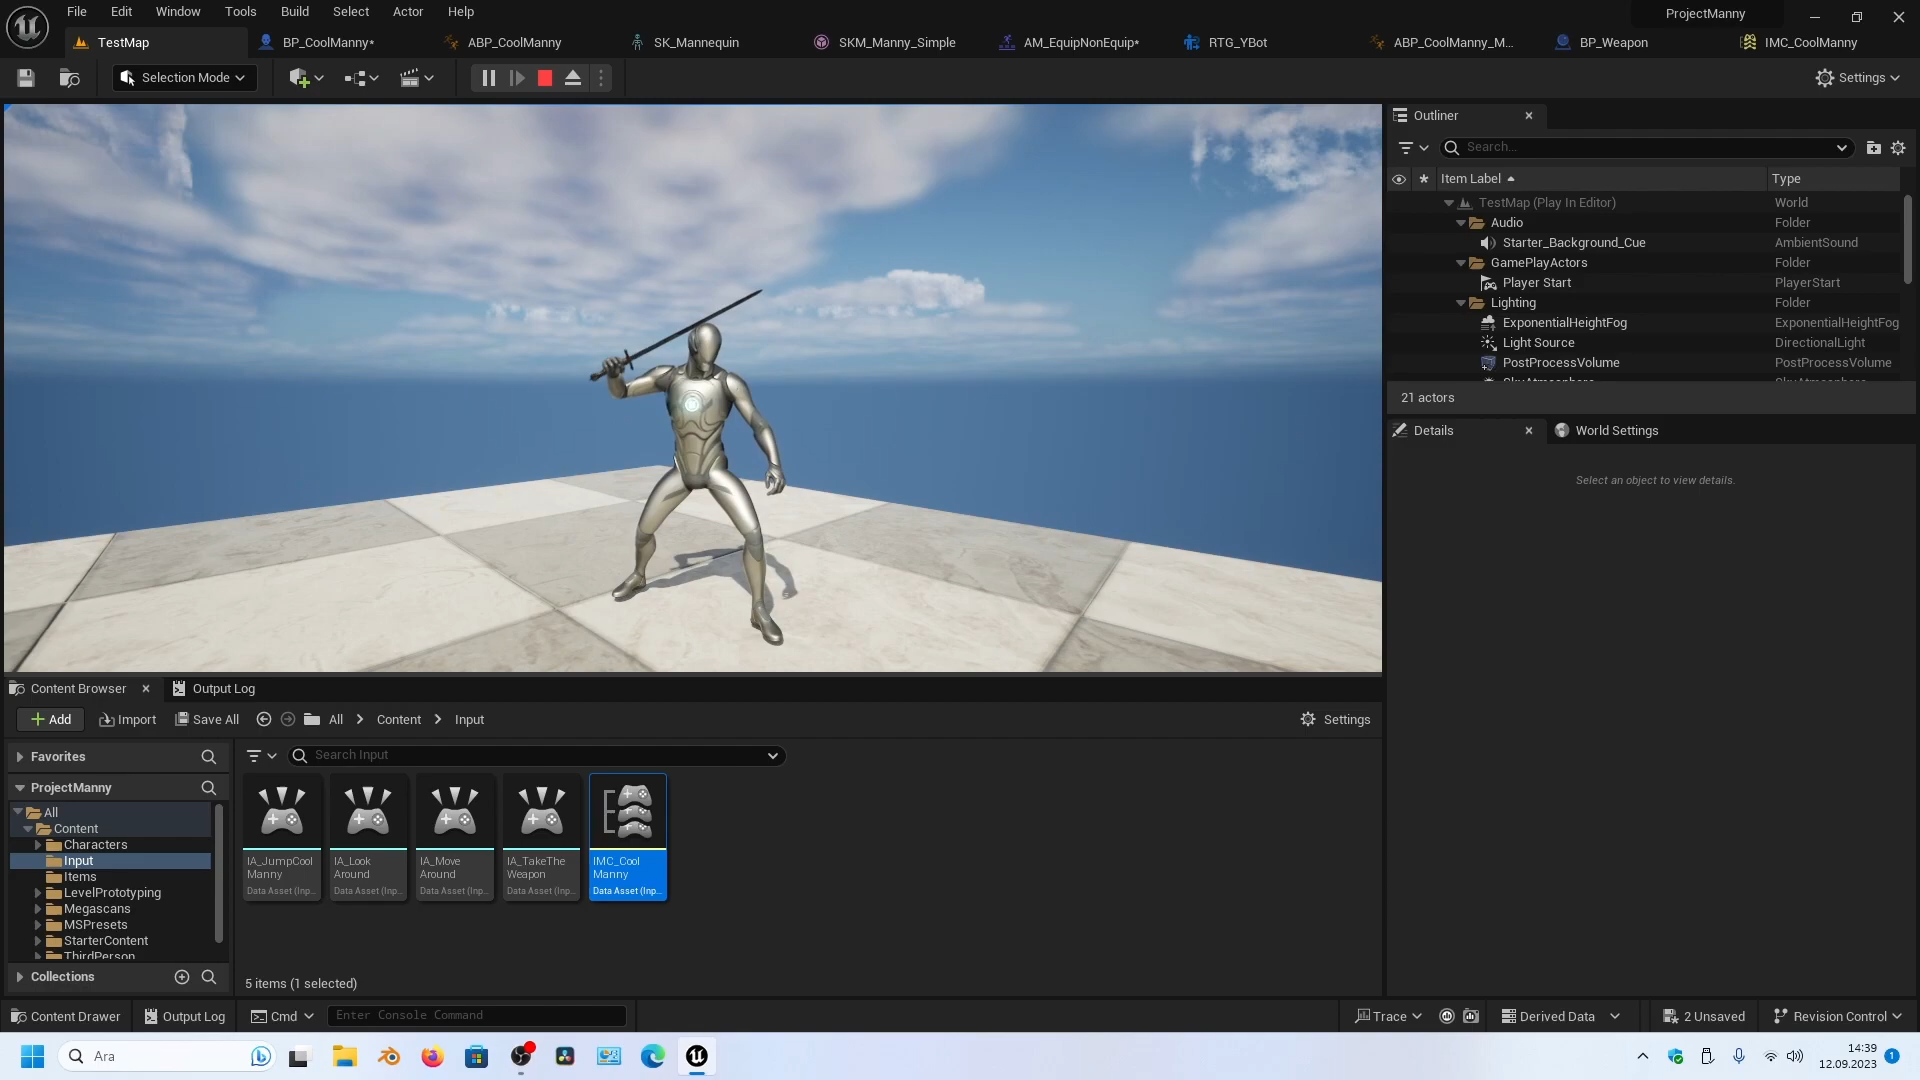 File Edit Window Tools Build Select Actor Help
ProjectManny
TestMap
BP_CoolManny*
ABP_CoolManny
SK_Mannequin
SKM_Manny_Simple
AM_EquipNonEquip*
RTG_YBot
ABP_CoolManny_M...
BP_Weapon
IMC_CoolManny
Selection Mode
Settings
Outliner
Search...
Item Label Type
TestMap (Play In Editor) World
Audio Folder
Starter_Background_Cue AmbientSound
GamePlayActors Folder
Player Start PlayerStart
Lighting Folder
ExponentialHeightFog ExponentialHeightFog
Light Source DirectionalLight
PostProcessVolume PostProcessVolume
SkyAtmosphere SkyAtmosphere
21 actors
Details
World Settings
Select an object to view details.
Content Browser
Output Log
Add
Import
Save All
All
Content
Input
Settings
Favorites
ProjectManny
All
Content
Characters
Input
Items
LevelPrototyping
Megascans
MSPresets
StarterContent
ThirdPerson
Collections
Search Input
IA_JumpCool
Manny
Data Asset (Inp...
IA_Look
Around
Data Asset (Inp...
IA_Move
Around
Data Asset (Inp...
IA_TakeThe
Weapon
Data Asset (Inp...
IMC_Cool
Manny
Data Asset (Inp...
5 items (1 selected)
Content Drawer
Output Log
Cmd
Enter Console Command
Trace
Derived Data
2 Unsaved
Revision Control
Ara
14:39
12.09.2023
1